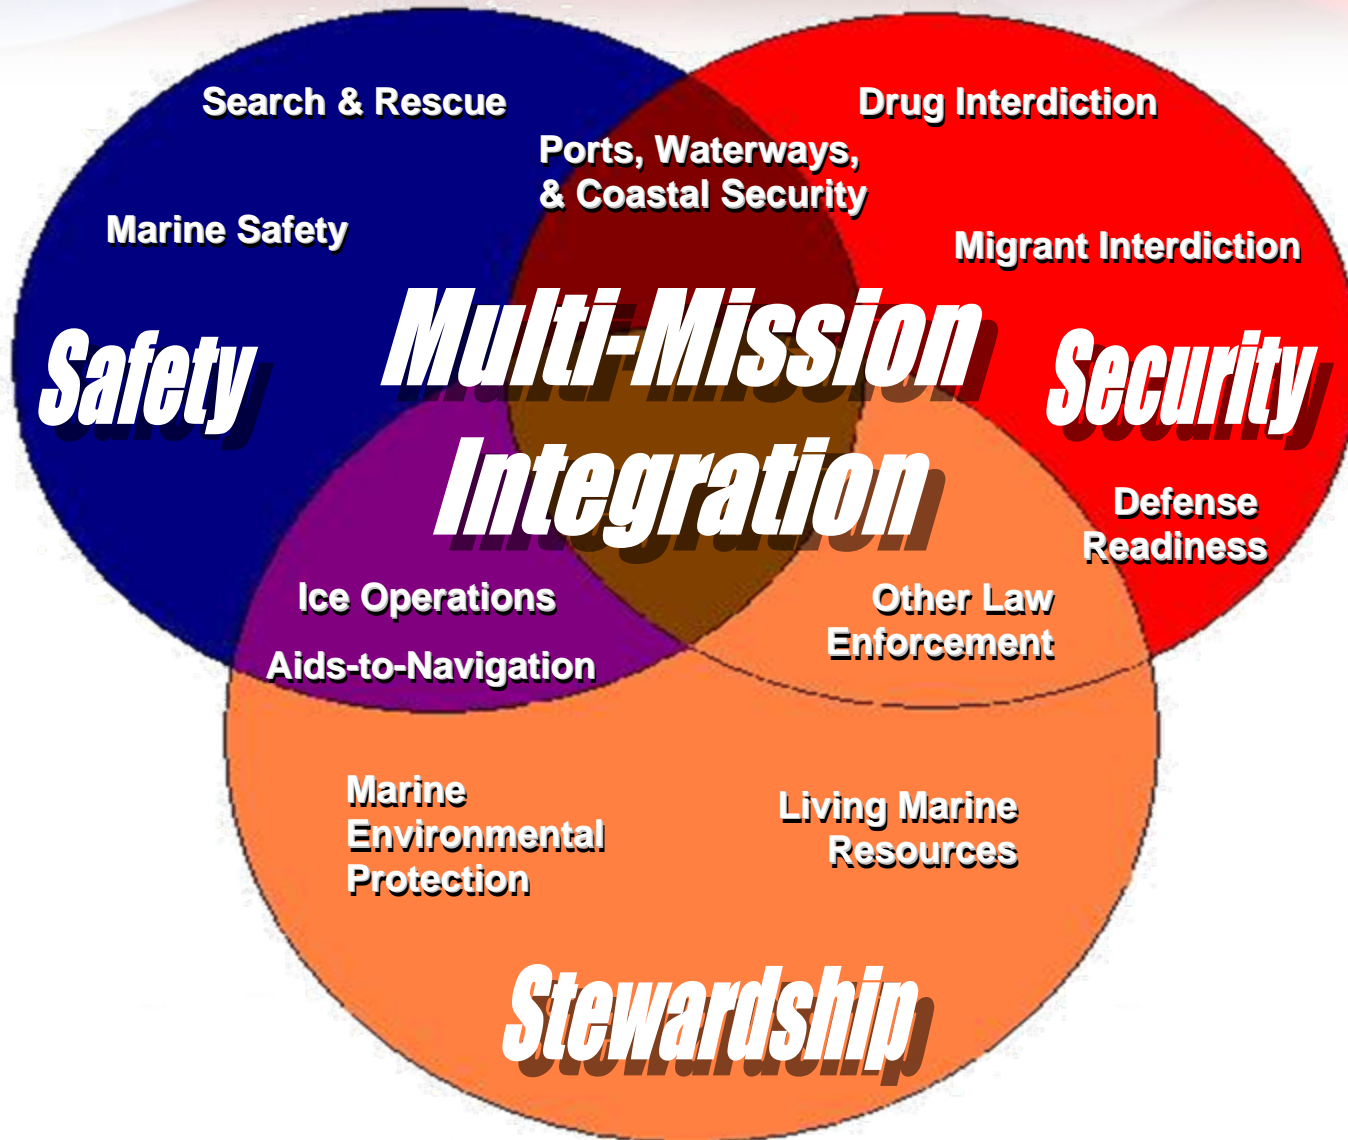 Search & Rescue
Drug Interdiction
Ports, Waterways,
& Coastal Security
Marine Safety
Migrant Interdiction
Multi-Mission
Integration
Safety
Security
Defense
Readiness
Ice Operations
Aids-to-Navigation
Other Law
Enforcement
Marine
Environmental
Protection
Living Marine
Resources
Stewardship